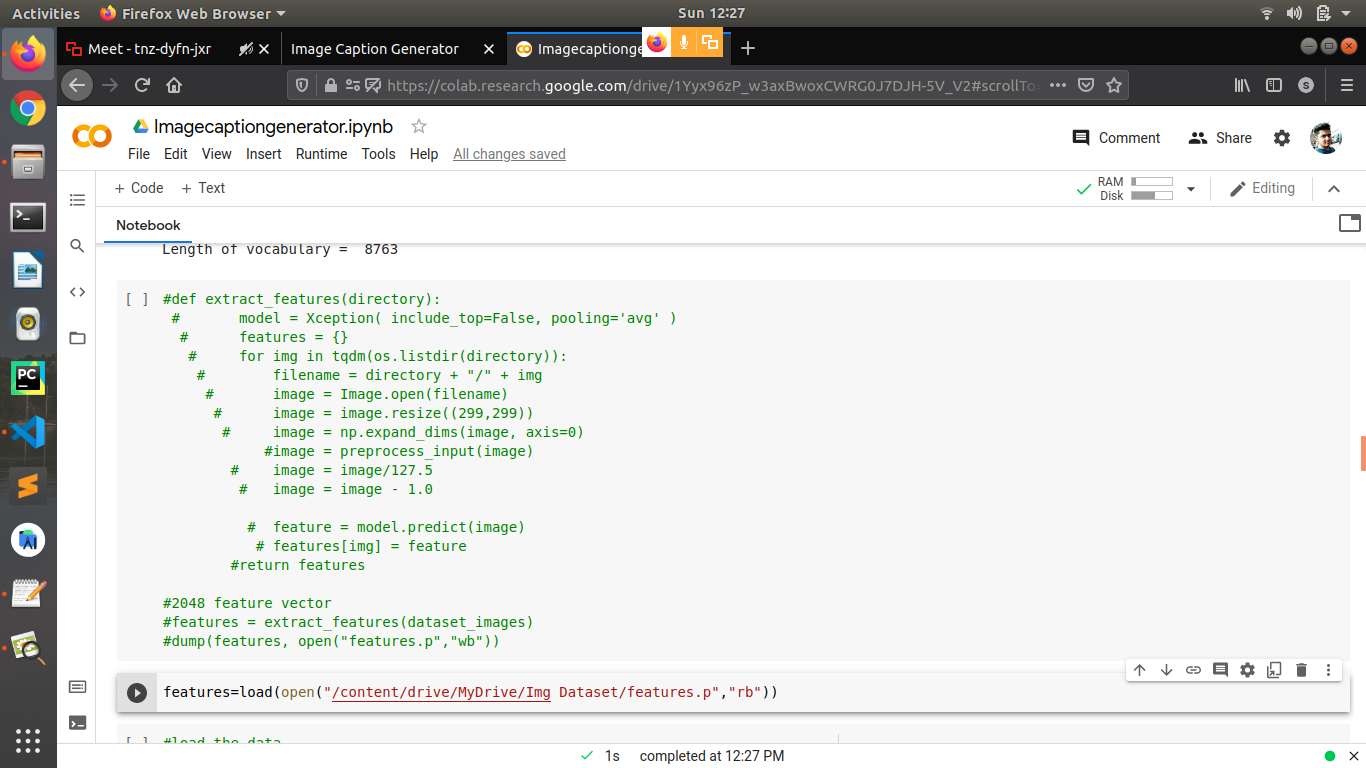 Activities
Firefox Web Browser
Sun 12:27
Meet - tnz-dyfn-jxr
Image Caption Generator
Imagecaptionge
https://colab.research.google.com/drive/1Yyx96zP_w3axBwoxCWRG0J7DJH-5V_V2#scrollTo
S
Imagecaptiongenerator.ipynb
Comment
Share
File Edit View Insert Runtime Tools Help All changes saved
+ Code + Text
RAM
Disk
Editing
Notebook
Length of vocabulary =  8763
[ ] #def extract_features(directory):
#       model = Xception( include_top=False, pooling='avg' )
#      features = {}
#     for img in tqdm(os.listdir(directory)):
#        filename = directory + "/" + img
#       image = Image.open(filename)
#      image = image.resize((299,299))
#     image = np.expand_dims(image, axis=0)
#image = preprocess_input(image)
#    image = image/127.5
#   image = image - 1.0
#  feature = model.predict(image)
# features[img] = feature
#return features
#2048 feature vector
#features = extract_features(dataset_images)
#dump(features, open("features.p","wb"))
features=load(open("/content/drive/MyDrive/Img Dataset/features.p","rb"))
[ ] #load the data
1s completed at 12:27 PM
PC